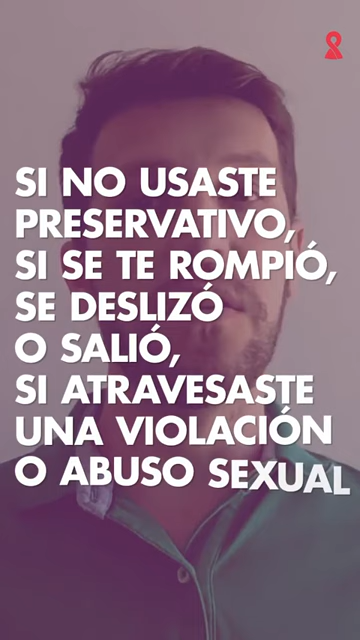 SI NO USASTE
PRESERVATIVO,
SI SE TE ROMPIÓ,
SE DESLIZÓ
O SALIÓ,
SI ATRAVESASTE
UNA VIOLACIÓN
O ABUSO SEXUAL